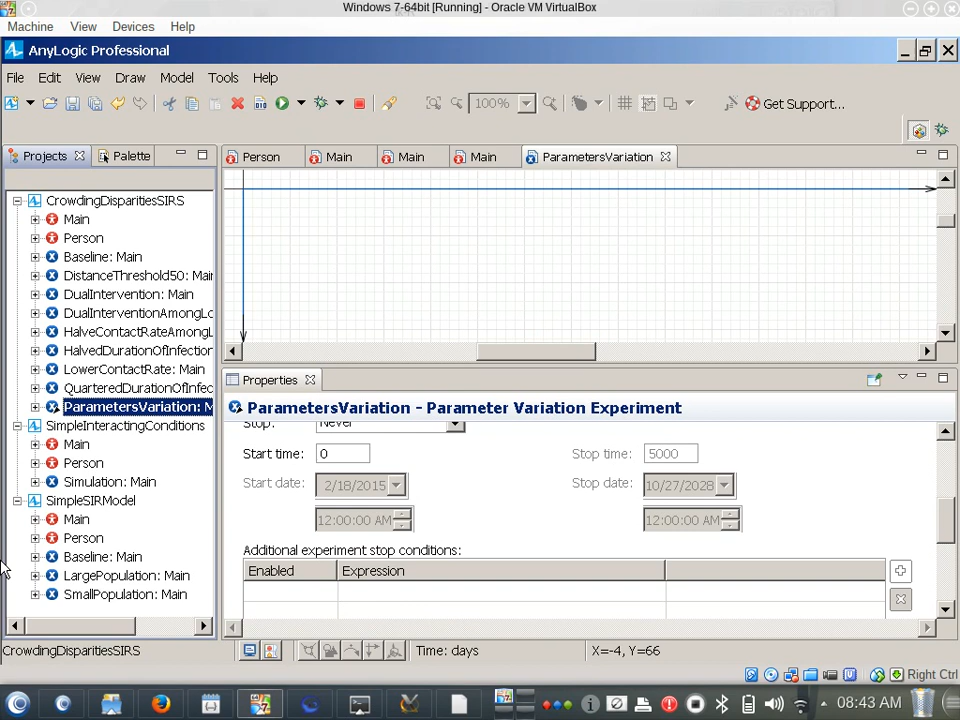 Windows 7-64bit [Running] - Oracle VM VirtualBox
Machine View Devices Help
AnyLogic Professional
File Edit View Draw Model Tools Help
100% Get Support...
Projects Palette Person Main Main Main ParametersVariation
CrowdingDisparitiesSIRS
Main
Person
Baseline: Main
DistanceThreshold50: Mai
DualIntervention: Main
DualInterventionAmongLo
HalveContactRateAmongL
HalvedDurationOfInfection
LowerContactRate: Main
QuarteredDurationOfInfec
ParametersVariation: M
SimpleInteractingConditions
Main
Person
Simulation: Main
SimpleSIRModel
Main
Person
Baseline: Main
LargePopulation: Main
SmallPopulation: Main
Properties
ParametersVariation - Parameter Variation Experiment
Stop: Never
Start time: 0 Stop time: 5000
Start date: 2/18/2015 Stop date: 10/27/2028
12:00:00 AM 12:00:00 AM
Additional experiment stop conditions:
Enabled Expression
CrowdingDisparitiesSIRS Time: days X=-4, Y=66
Right Ctrl
08:43 AM